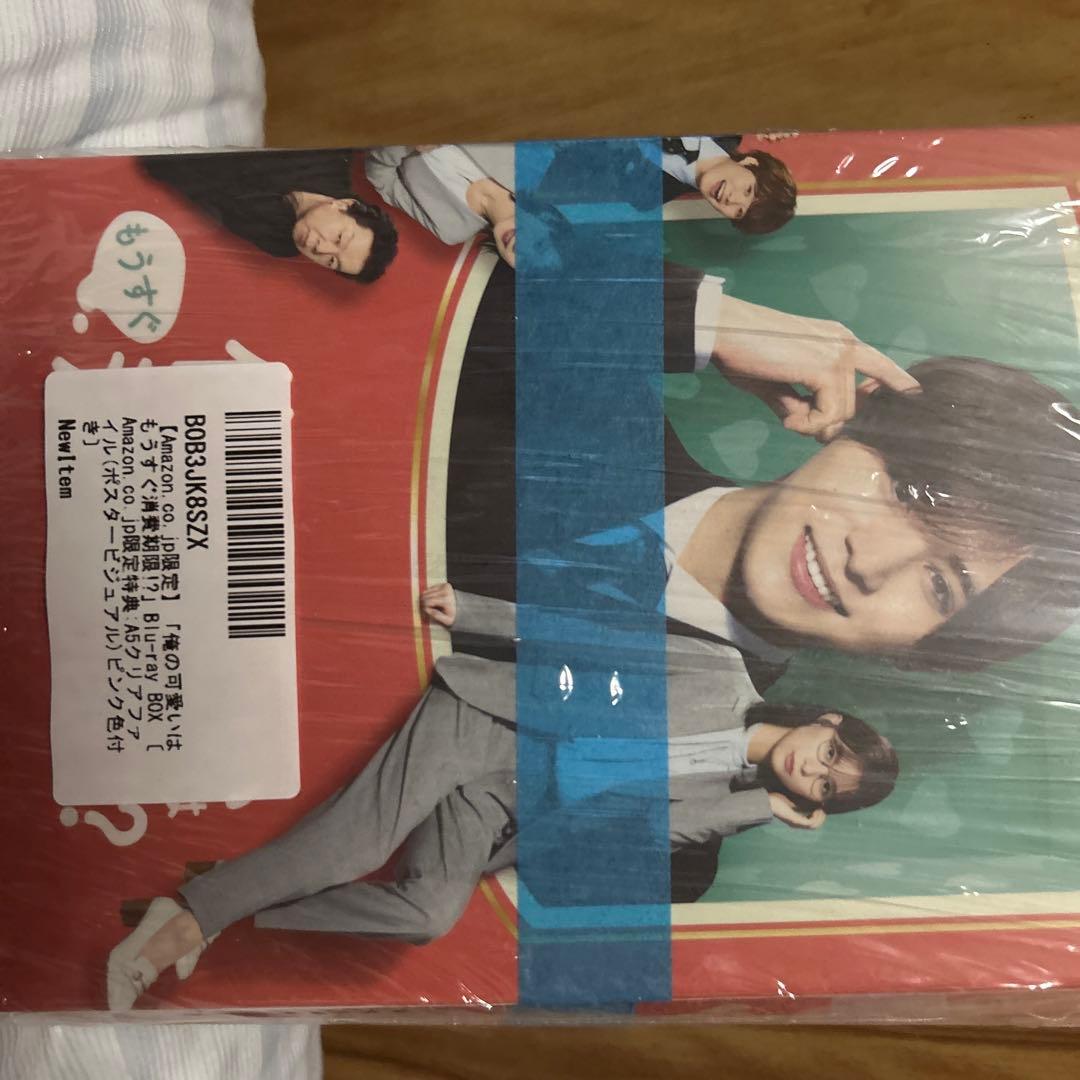 もうすぐ
?
B0B3JK8SZX
【Amazon.co.jp限定】「俺の可愛いは
もうすぐ消費期限!?」Blu-ray BOX [
Amazon.co.jp限定特典:A5クリアファ
イル(ポスタービジュアル)ピンク色付
き]
NewItem